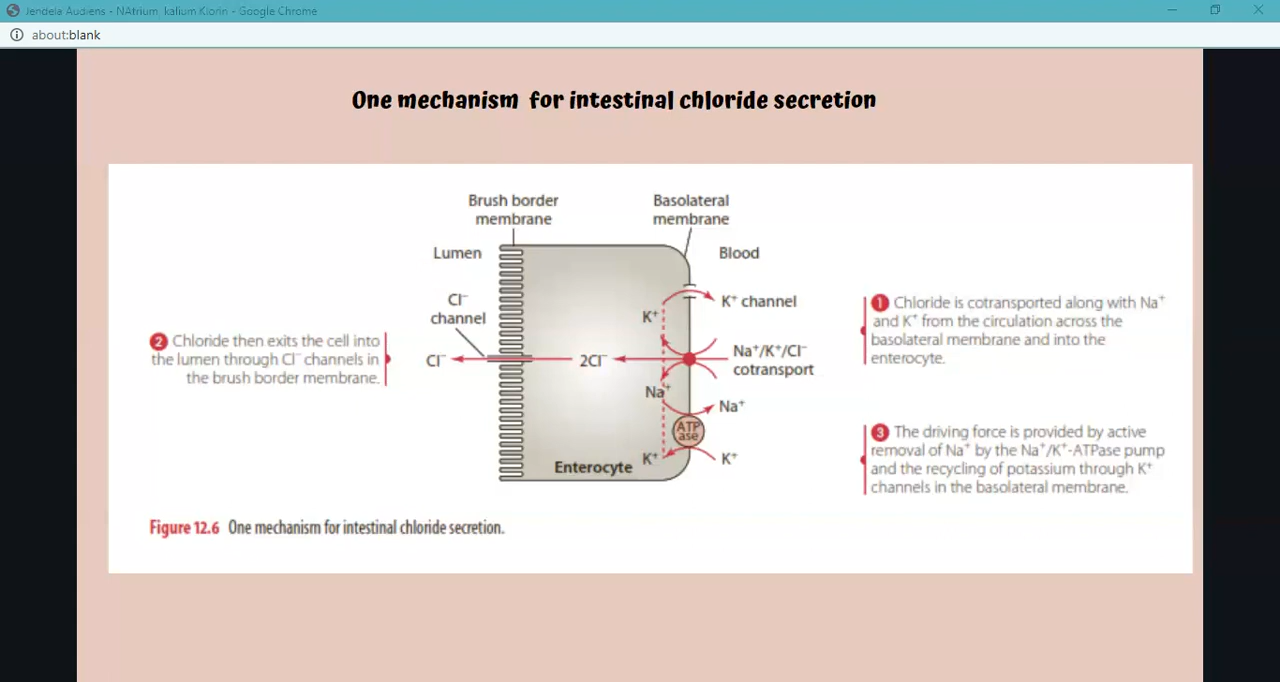 Jendela Audiens - NAtrium, kalium Klorin - Google Chrome
about:blank
One mechanism for intestinal chloride secretion
Brush border
membrane
Basolateral
membrane
Lumen
Blood
Cl⁻
channel
K⁺
K⁺ channel
Cl⁻
2Cl⁻
Na⁺/K⁺/Cl⁻
cotransport
Na⁺
Na⁺
ATP
ase
K⁺
K⁺
Enterocyte
2 Chloride then exits the cell into
the lumen through Cl⁻ channels in
the brush border membrane.
1 Chloride is cotransported along with Na⁺
and K⁺ from the circulation across the
basolateral membrane and into the
enterocyte.
3 The driving force is provided by active
removal of Na⁺ by the Na⁺/K⁺-ATPase pump
and the recycling of potassium through K⁺
channels in the basolateral membrane.
Figure 12.6 One mechanism for intestinal chloride secretion.